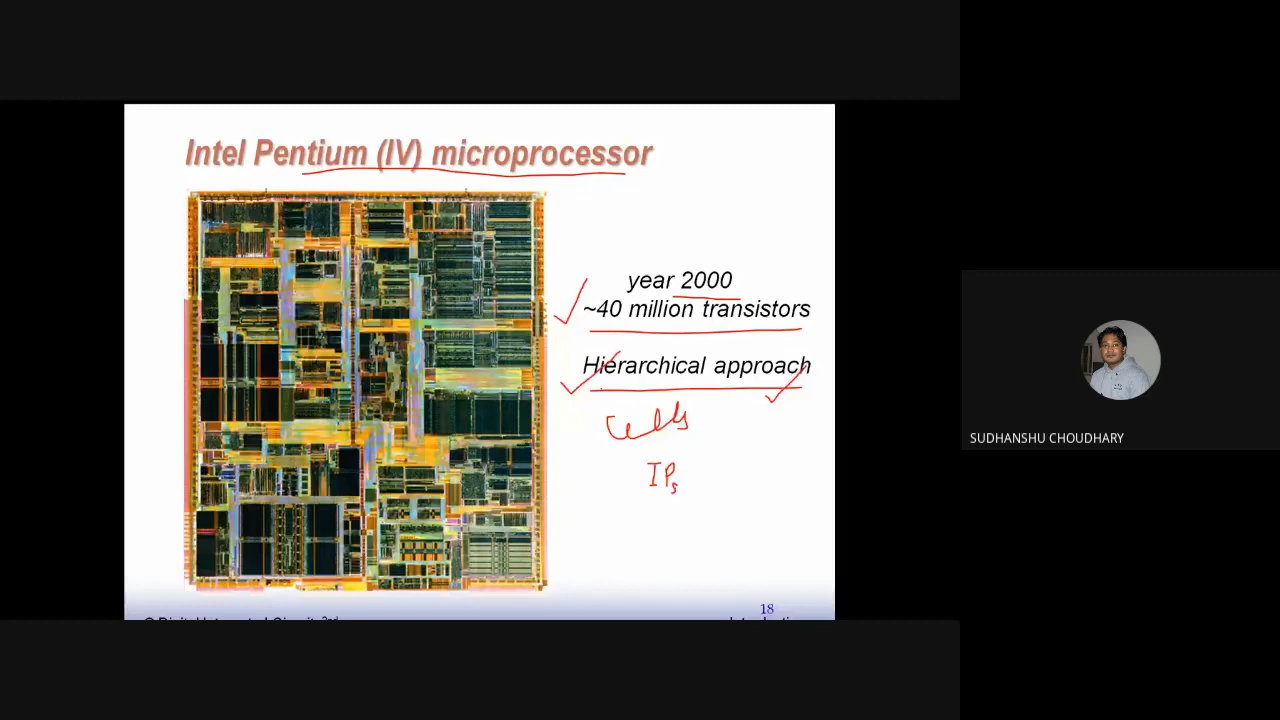 Intel Pentium (IV) microprocessor
year 2000
~40 million transistors
Hierarchical approach
Cells
IPs
18
SUDHANSHU CHOUDHARY